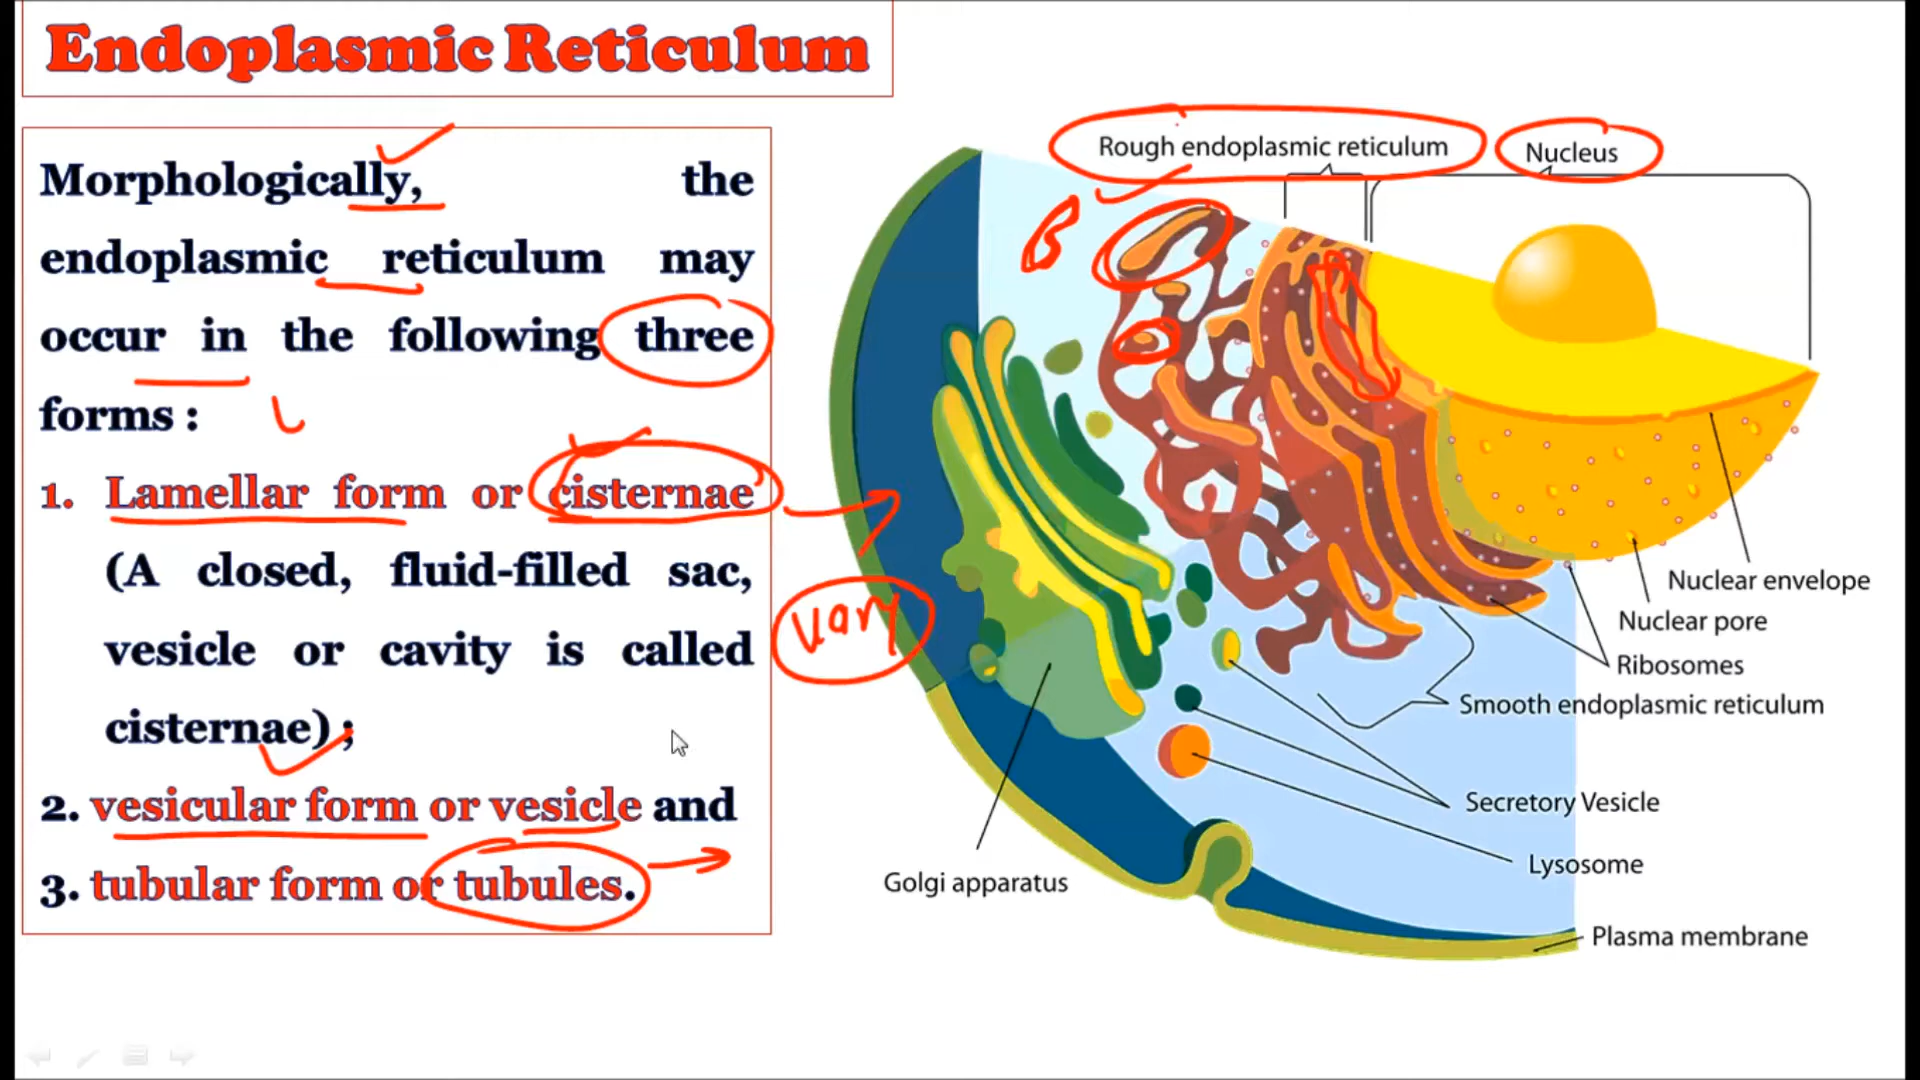 Endoplasmic Reticulum
Morphologically, the
endoplasmic reticulum may
occur in the following three
forms :
1. Lamellar form or cisternae
(A closed, fluid-filled sac,
vesicle or cavity is called
cisternae) ;
2. vesicular form or vesicle and
3. tubular form or tubules.
vary
Rough endoplasmic reticulum
Nucleus
B
Nuclear envelope
Nuclear pore
Ribosomes
Smooth endoplasmic reticulum
Secretory Vesicle
Lysosome
Golgi apparatus
Plasma membrane